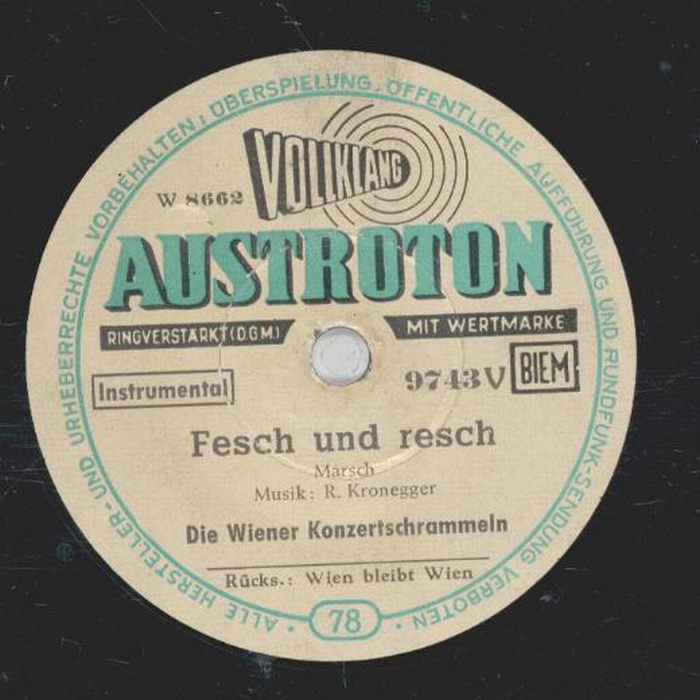 ALLE HERSTELLER- UND URHEBERRECHTE VORBEHALTEN; ÜBERSPIELUNG, ÖFFENTLICHE AUFFÜHRUNG UND RUNDFUNK-SENDUNG VERBOTEN
VOLLKLANG
W 8662
AUSTROTON
RINGVERSTÄRKT (D.G.M.) MIT WERTMARKE
Instrumental 9743 V BIEM
Fesch und resch
Marsch
Musik: R. Kronegger
Die Wiener Konzertschrammeln
Rücks.: Wien bleibt Wien
78